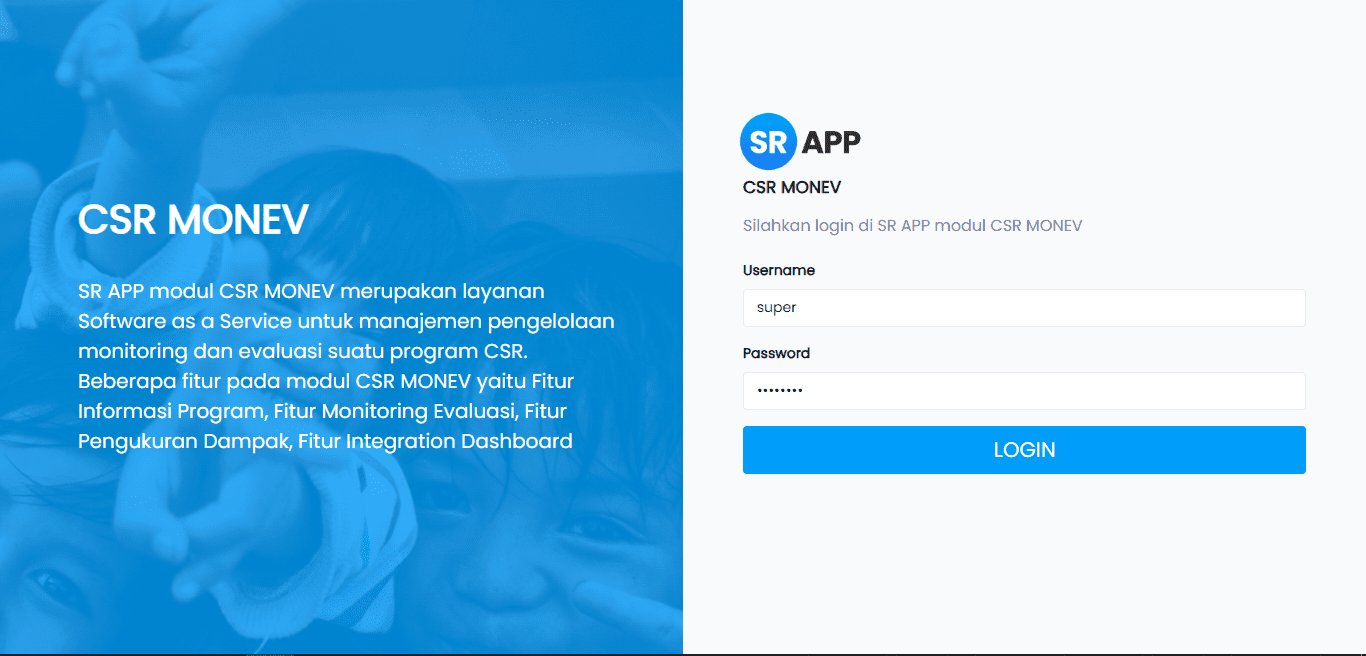 CSR MONEV
SR APP modul CSR MONEV merupakan layanan
Software as a Service untuk manajemen pengelolaan
monitoring dan evaluasi suatu program CSR.
Beberapa fitur pada modul CSR MONEV yaitu Fitur
Informasi Program, Fitur Monitoring Evaluasi, Fitur
Pengukuran Dampak, Fitur Integration Dashboard
SR APP
CSR MONEV
Silahkan login di SR APP modul CSR MONEV
Username
super
Password
••••••••
LOGIN